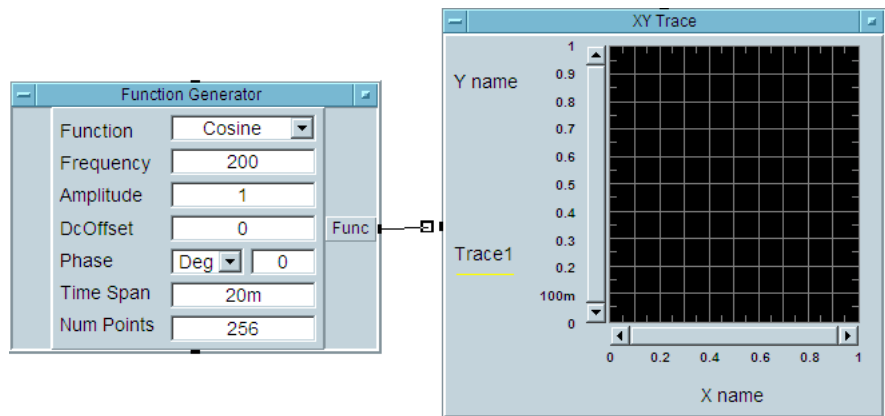 Function Generator
Function Cosine
Frequency 200
Amplitude 1
DcOffset 0
Func
Phase Deg 0
Time Span 20m
Num Points 256
XY Trace
Y name
Trace1
1
0.9
0.8
0.7
0.6
0.5
0.4
0.3
0.2
100m
0
0 0.2 0.4 0.6 0.8 1
X name